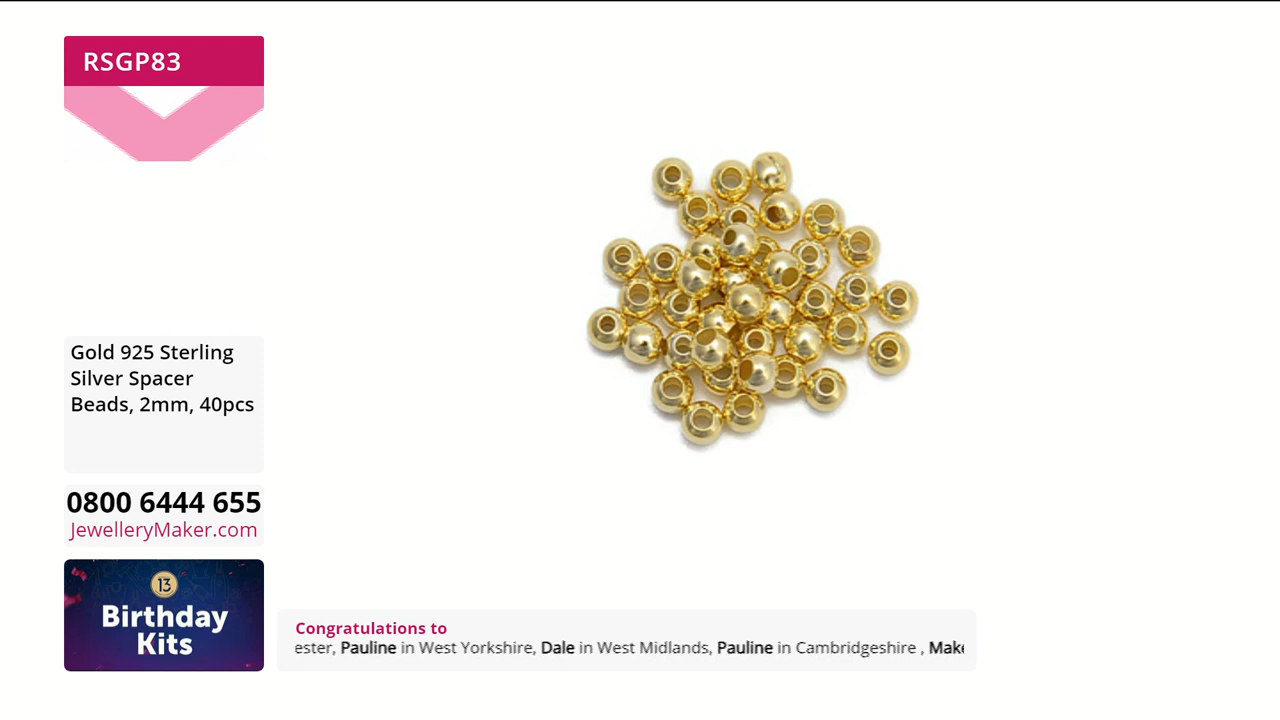 RSGP83
Gold 925 Sterling
Silver Spacer
Beads, 2mm, 40pcs
0800 6444 655
JewelleryMaker.com
13
Birthday
Kits
Congratulations to
ester, Pauline in West Yorkshire, Dale in West Midlands, Pauline in Cambridgeshire , Make